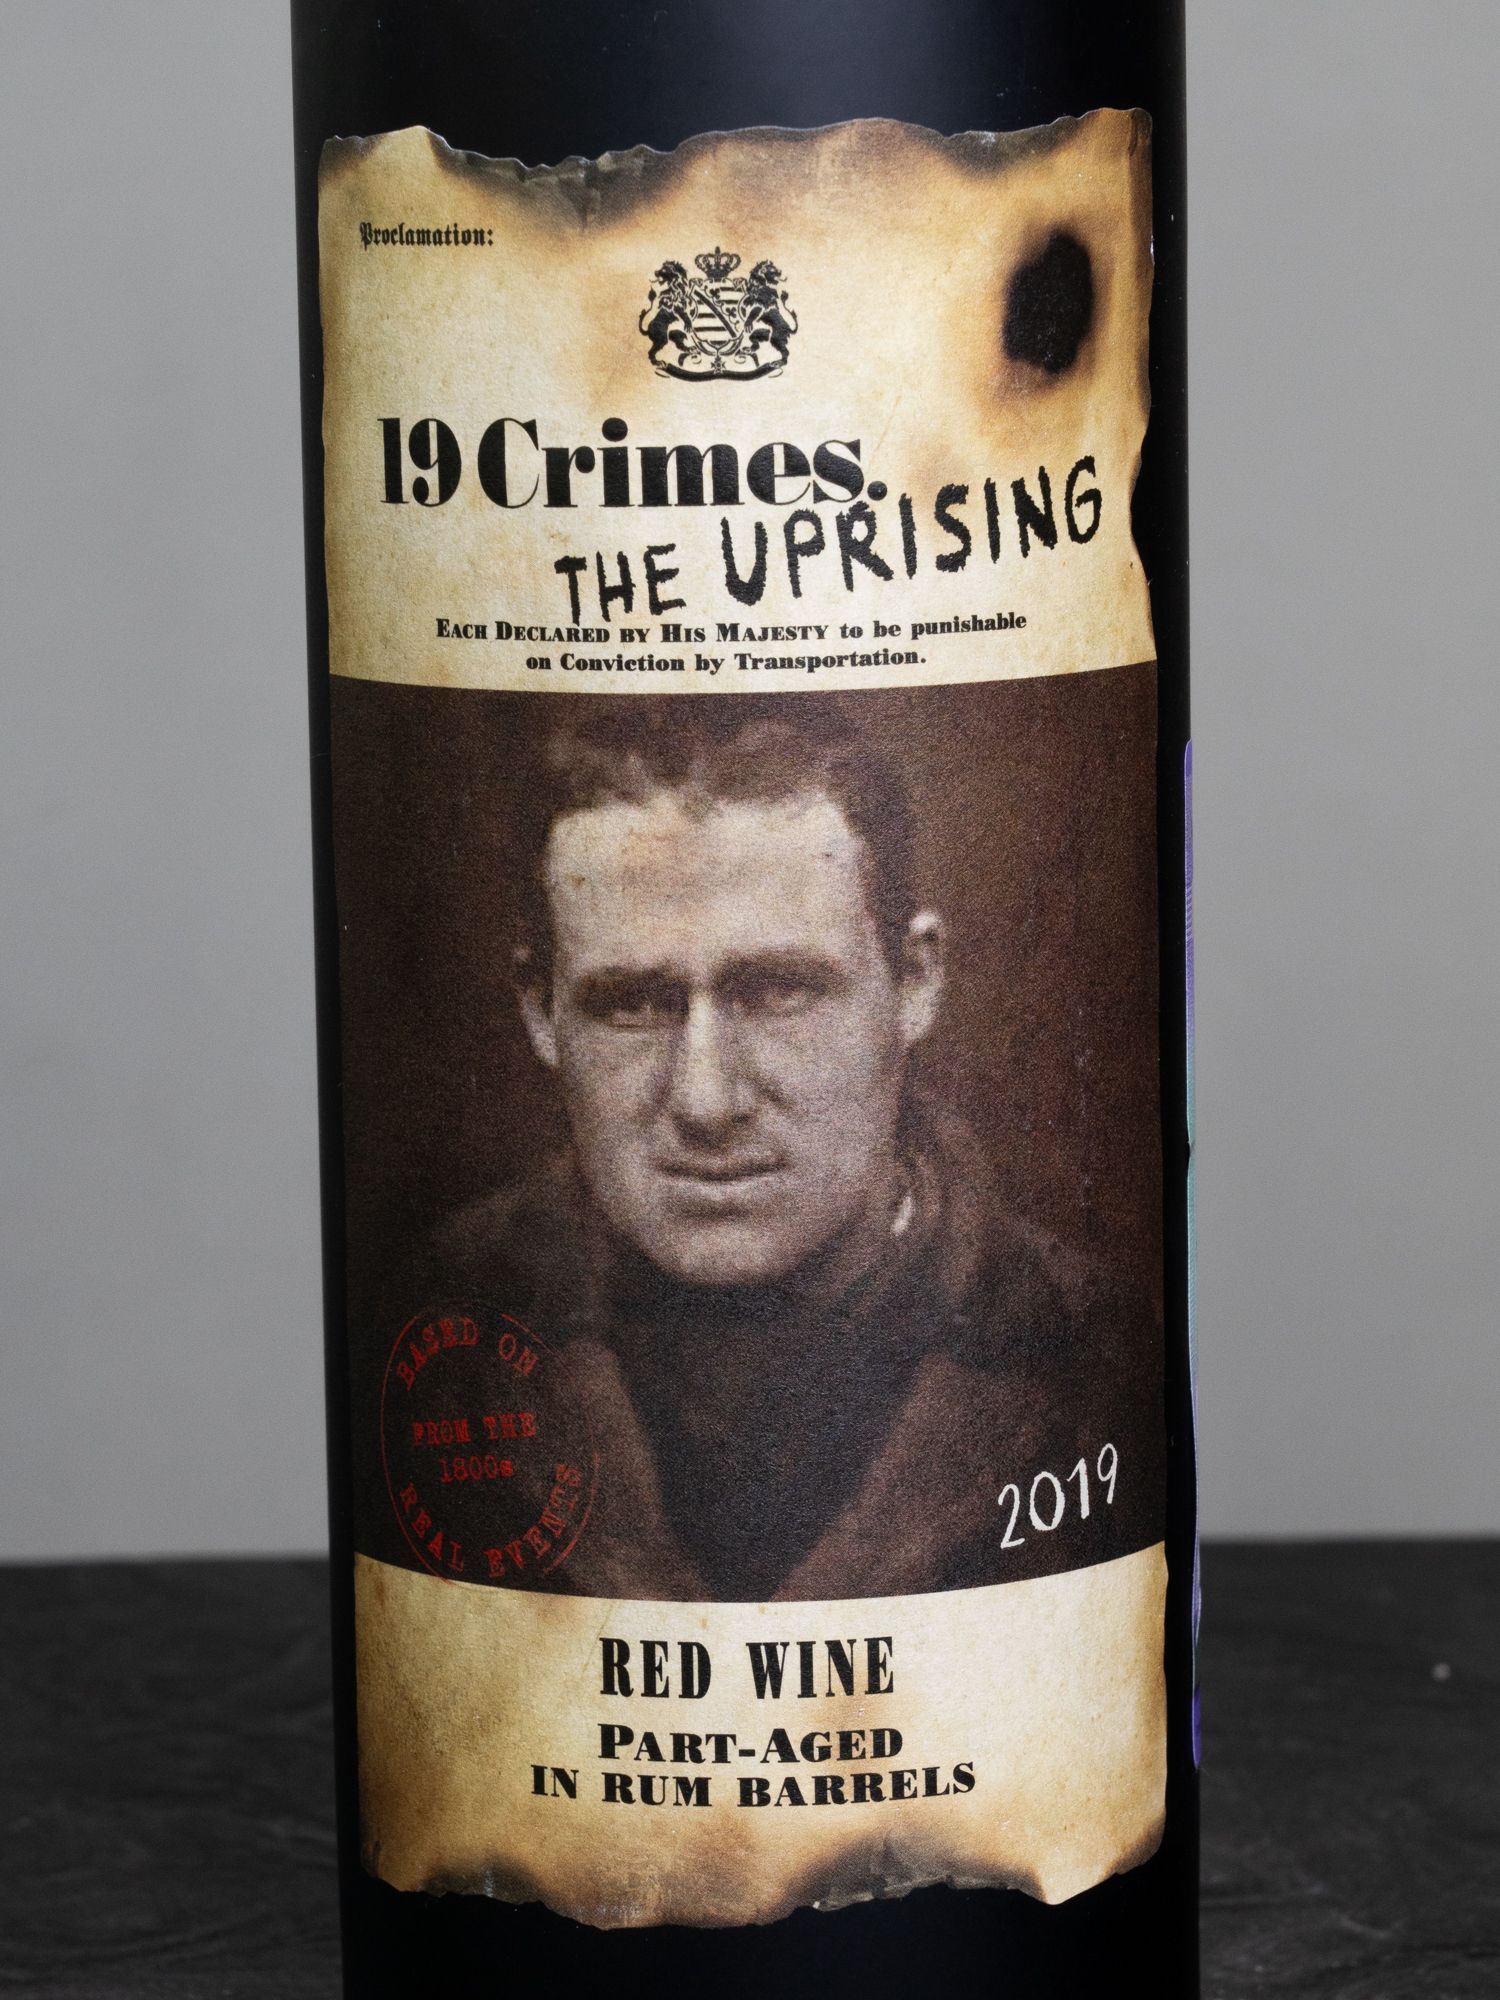 Proclamation:
19 Crimes.
THE UPRISING
EACH DECLARED BY HIS MAJESTY to be punishable
on Conviction by Transportation.
BASED ON
FROM THE
1800s
REAL EVENTS
2019
RED WINE
PART-AGED
IN RUM BARRELS